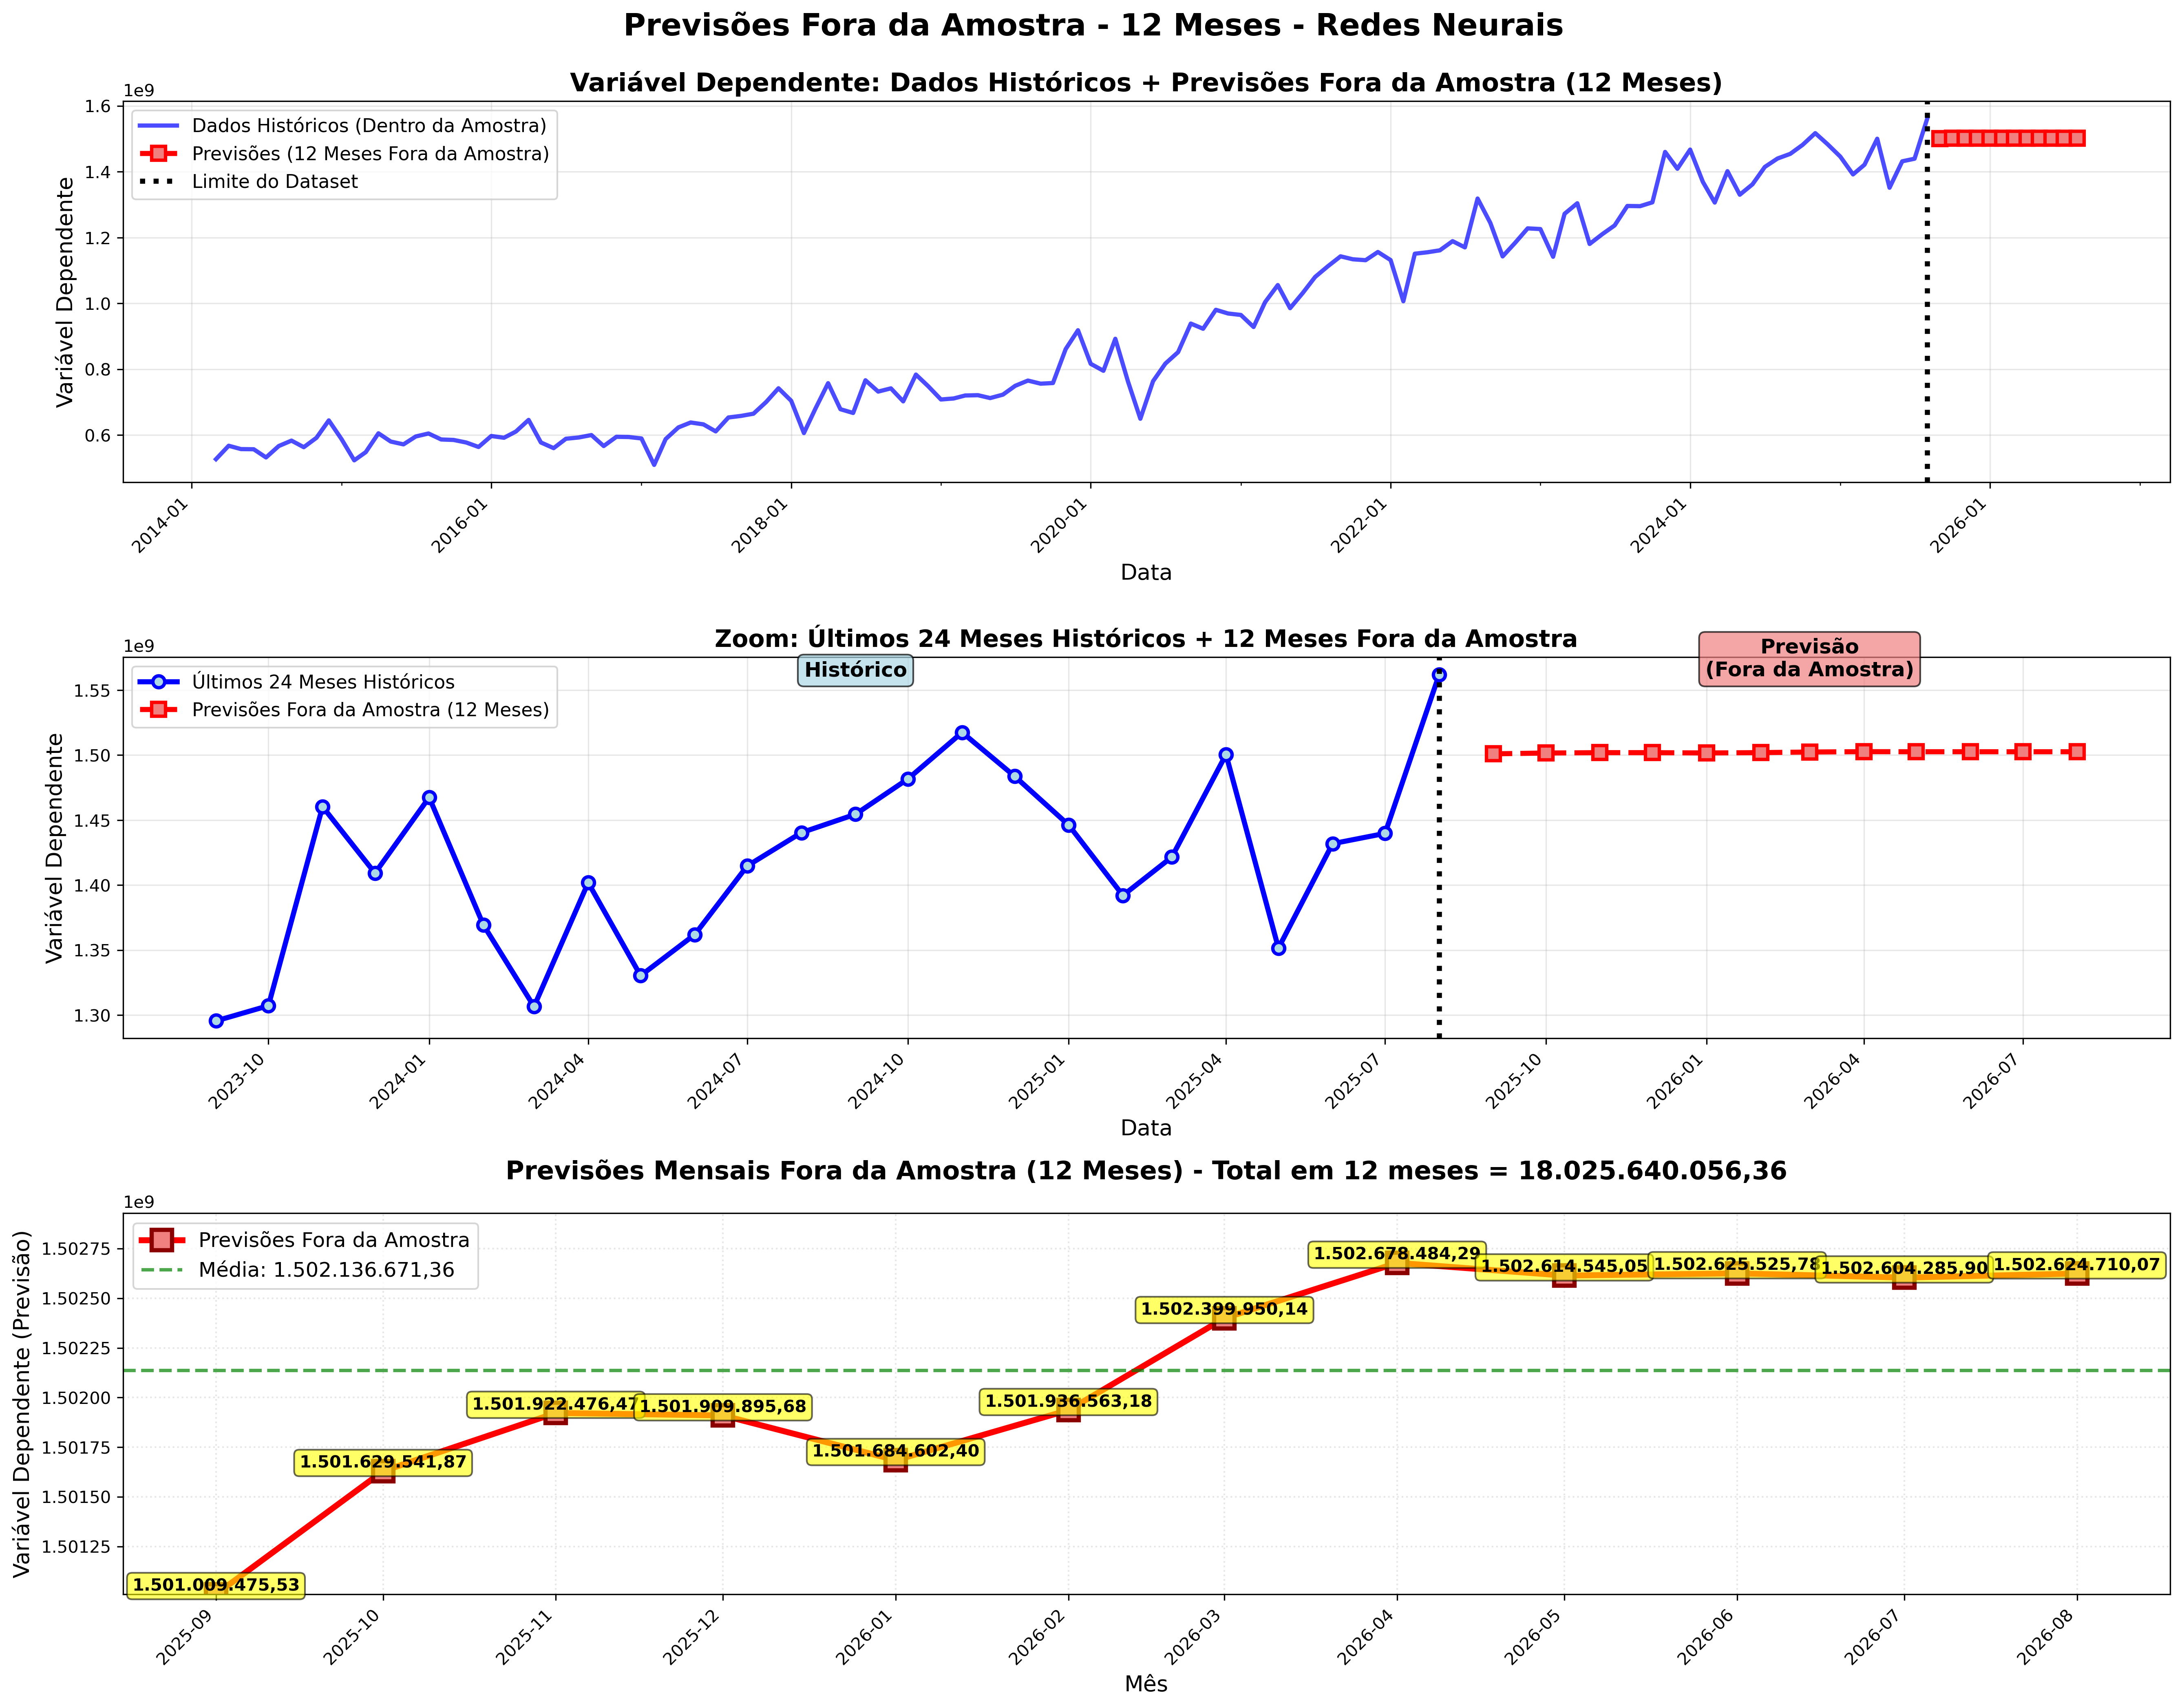 Previsões Fora da Amostra - 12 Meses - Redes Neurais
Variável Dependente: Dados Históricos + Previsões Fora da Amostra (12 Meses)
1e9
Dados Históricos (Dentro da Amostra)
Previsões (12 Meses Fora da Amostra)
Limite do Dataset
Variável Dependente
1.6
1.4
1.2
1.0
0.8
0.6
2014-01
2016-01
2018-01
2020-01
2022-01
2024-01
2026-01
Data
Zoom: Últimos 24 Meses Históricos + 12 Meses Fora da Amostra
1e9
Últimos 24 Meses Históricos
Previsões Fora da Amostra (12 Meses)
Histórico
Previsão
(Fora da Amostra)
Variável Dependente
1.55
1.50
1.45
1.40
1.35
1.30
2023-10
2024-01
2024-04
2024-07
2024-10
2025-01
2025-04
2025-07
2025-10
2026-01
2026-04
2026-07
Data
Previsões Mensais Fora da Amostra (12 Meses) - Total em 12 meses = 18.025.640.056,36
1e9
Previsões Fora da Amostra
Média: 1.502.136.671,36
Variável Dependente (Previsão)
1.50275
1.50250
1.50225
1.50200
1.50175
1.50150
1.50125
1.501.009.475,53
1.501.629.541,87
1.501.922.476,47
1.501.909.895,68
1.501.684.602,40
1.501.936.563,18
1.502.399.950,14
1.502.678.484,29
1.502.614.545,05
1.502.625.525,78
1.502.604.285,90
1.502.624.710,07
2025-09
2025-10
2025-11
2025-12
2026-01
2026-02
2026-03
2026-04
2026-05
2026-06
2026-07
2026-08
Mês